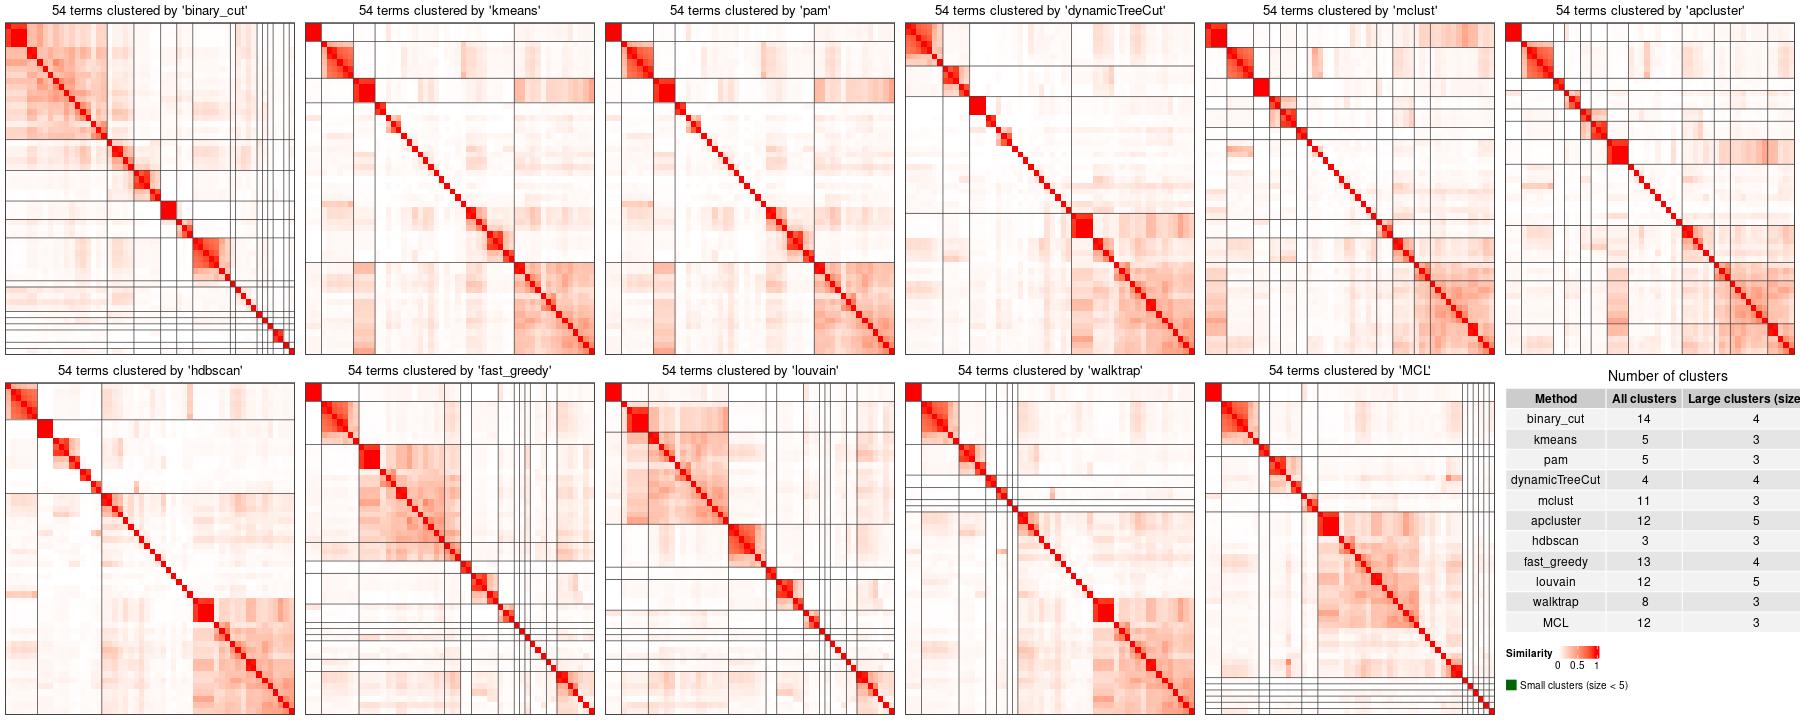 54 terms clustered by 'binary_cut'
54 terms clustered by 'kmeans'
54 terms clustered by 'pam'
54 terms clustered by 'dynamicTreeCut'
54 terms clustered by 'mclust'
54 terms clustered by 'apcluster'
54 terms clustered by 'hdbscan'
54 terms clustered by 'fast_greedy'
54 terms clustered by 'louvain'
54 terms clustered by 'walktrap'
54 terms clustered by 'MCL'
Number of clusters
Method All clusters Large clusters (size
binary_cut 14 4
kmeans 5 3
pam 5 3
dynamicTreeCut 4 4
mclust 11 3
apcluster 12 5
hdbscan 3 3
fast_greedy 13 4
louvain 12 5
walktrap 8 3
MCL 12 3
Similarity
0 0.5 1
Small clusters (size < 5)